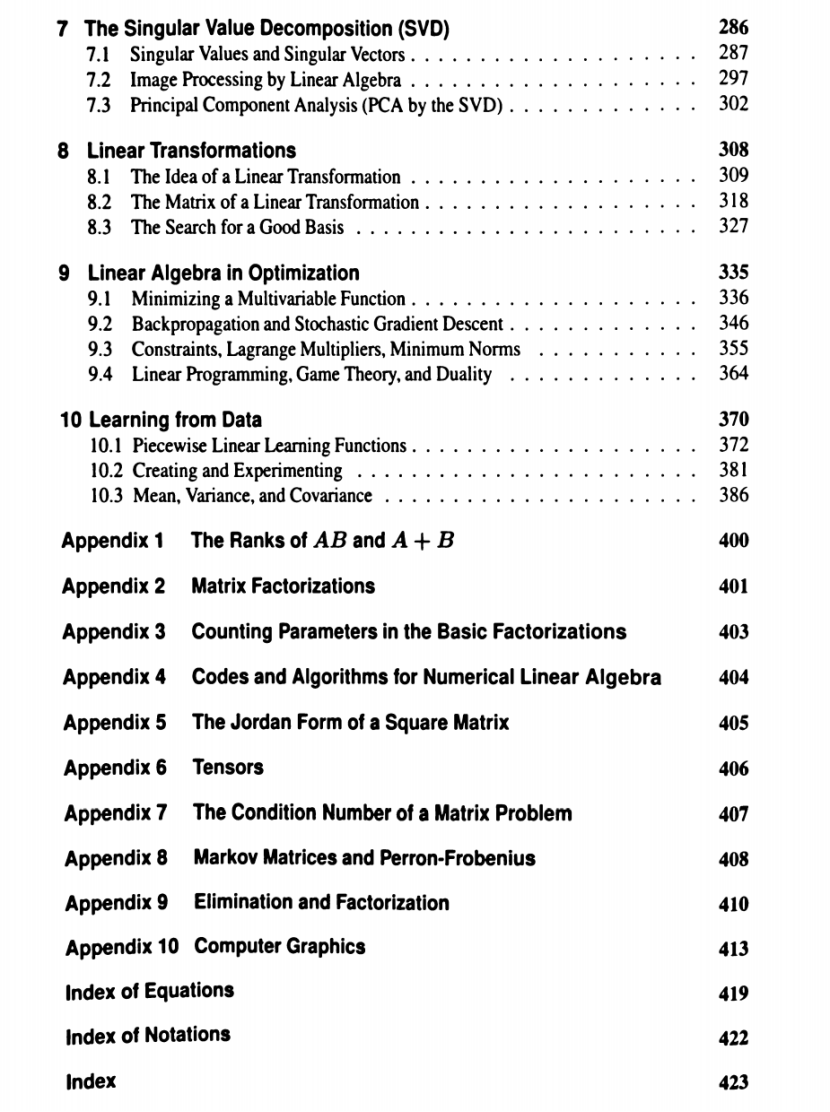 7 The Singular Value Decomposition (SVD) 286
7.1 Singular Values and Singular Vectors . . . . . . . . . . . . . . . . . . . . . 287
7.2 Image Processing by Linear Algebra . . . . . . . . . . . . . . . . . . . . . 297
7.3 Principal Component Analysis (PCA by the SVD) . . . . . . . . . . . . . . 302
8 Linear Transformations 308
8.1 The Idea of a Linear Transformation . . . . . . . . . . . . . . . . . . . . . 309
8.2 The Matrix of a Linear Transformation . . . . . . . . . . . . . . . . . . . . 318
8.3 The Search for a Good Basis . . . . . . . . . . . . . . . . . . . . . . . . . 327
9 Linear Algebra in Optimization 335
9.1 Minimizing a Multivariable Function . . . . . . . . . . . . . . . . . . . . . 336
9.2 Backpropagation and Stochastic Gradient Descent . . . . . . . . . . . . . . 346
9.3 Constraints, Lagrange Multipliers, Minimum Norms . . . . . . . . . . . . 355
9.4 Linear Programming, Game Theory, and Duality . . . . . . . . . . . . . . 364
10 Learning from Data 370
10.1 Piecewise Linear Learning Functions . . . . . . . . . . . . . . . . . . . . . 372
10.2 Creating and Experimenting . . . . . . . . . . . . . . . . . . . . . . . . . 381
10.3 Mean, Variance, and Covariance . . . . . . . . . . . . . . . . . . . . . . . 386
Appendix 1 The Ranks of AB and A + B 400
Appendix 2 Matrix Factorizations 401
Appendix 3 Counting Parameters in the Basic Factorizations 403
Appendix 4 Codes and Algorithms for Numerical Linear Algebra 404
Appendix 5 The Jordan Form of a Square Matrix 405
Appendix 6 Tensors 406
Appendix 7 The Condition Number of a Matrix Problem 407
Appendix 8 Markov Matrices and Perron-Frobenius 408
Appendix 9 Elimination and Factorization 410
Appendix 10 Computer Graphics 413
Index of Equations 419
Index of Notations 422
Index 423